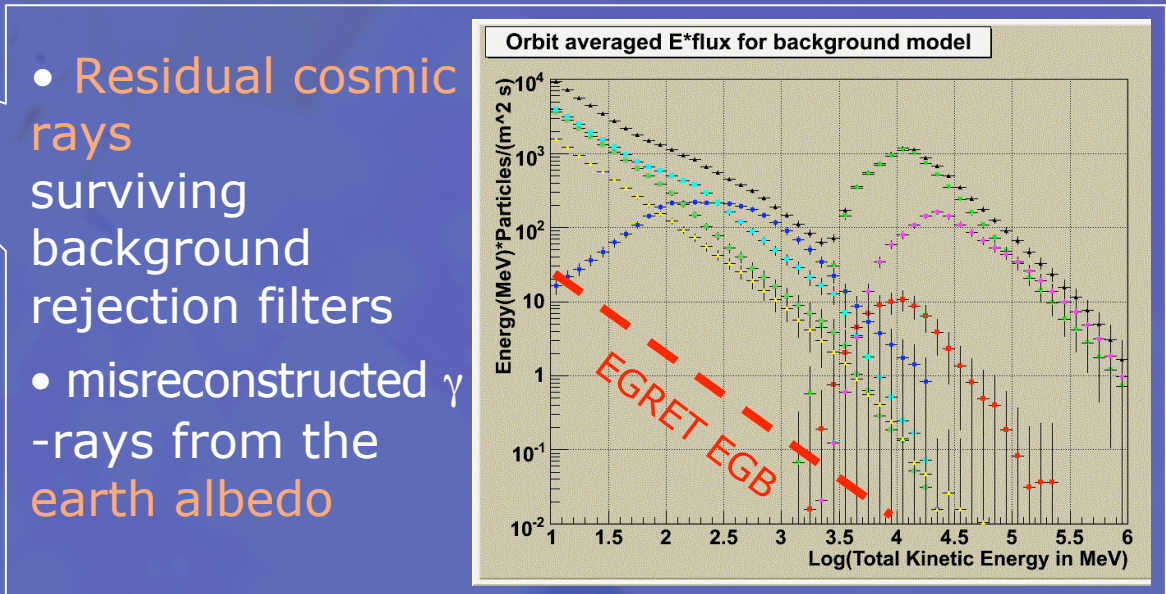 • Residual cosmic
rays
surviving
background
rejection filters
• misreconstructed γ
-rays from the
earth albedo
Orbit averaged E*flux for background model
Energy(MeV)*Particles/(m^2 s)
10^4
10^3
10^2
10
1
10^-1
10^-2
EGRET EGB
1 1.5 2 2.5 3 3.5 4 4.5 5 5.5 6
Log(Total Kinetic Energy in MeV)